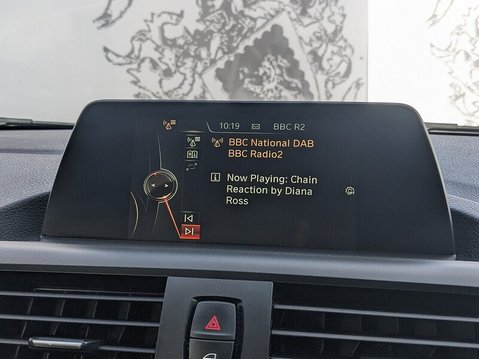 10:19 BBC R2
BBC National DAB
BBC Radio2
Now Playing: Chain
Reaction by Diana
Ross